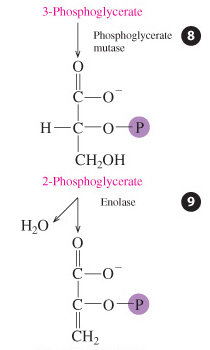 3-Phosphoglycerate
Phosphoglycerate 8
mutase
O
C—O⁻
H—C—O—P
CH₂OH
2-Phosphoglycerate
Enolase 9
H₂O
O
C—O⁻
C—O—P
CH₂